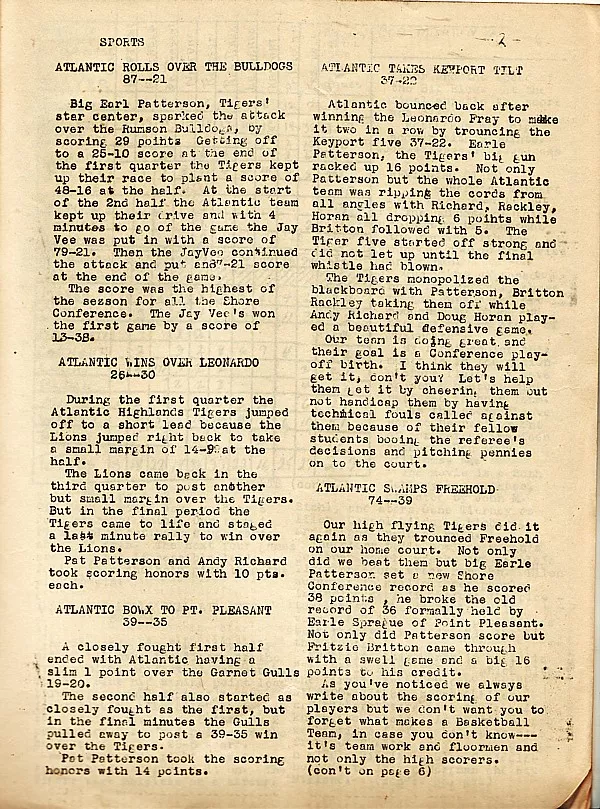 SPORTS
2
ATLANTIC ROLLS OVER THE BULLDOGS
87--21
Big Earl Patterson, Tigers'
star center, sparked the attack
over the Rumson Bulldogs, by
scoring 29 points Getting off
to a 25-10 score at the end of
the first quarter the Tigers kept
up their race to plant a score of
48-16 at the half. At the start
of the 2nd half the Atlantic team
kept up their drive and with 4
minutes to go of the game the Jay
Vee was put in with a score of
79-21. Then the JayVee continued
the attack and put an 87-21 score
at the end of the game.
The score was the highest of
the season for all the Shore
Conference. The Jay Vee's won
the first game by a score of
13-38.
ATLANTIC WINS OVER LEONARDO
26--30
During the first quarter the
Atlantic Highlands Tigers jumped
off to a short lead because the
Lions jumped right back to take
a small margin of 14-9 at the
half.
The Lions came back in the
third quarter to post another
but small margin over the Tigers.
But in the final period the
Tigers came to life and staged
a last minute rally to win over
the Lions.
Pat Patterson and Andy Richard
took scoring honors with 10 pts.
each.
ATLANTIC BOWX TO PT. PLEASANT
39--35
A closely fought first half
ended with Atlantic having a
slim 1 point over the Garnet Gulls
19-20.
The second half also started as
closely fought as the first, but
in the final minutes the Gulls
pulled away to post a 39-35 win
over the Tigers.
Pat Patterson took the scoring
honors with 14 points.
ATLANTIC TAKES KEYPORT TILT
37-22
Atlantic bounced back after
winning the Leonardo Fray to make
it two in a row by trouncing the
Keyport five 37-22. Earle
Patterson, the Tigers' big gun
racked up 16 points. Not only
Patterson but the whole Atlantic
team was ripping the cords from
all angles with Richard, Rackley,
Horan all dropping 6 points while
Britton followed with 5. The
Tiger five started off strong and
did not let up until the final
whistle had blown.
The Tigers monopolized the
blackboard with Patterson, Britton
Rackley taking them off while
Andy Richard and Doug Horan play-
ed a beautiful defensive game.
Our team is doing great and
their goal is a Conference play-
off birth. I think they will
get it, don't you? Let's help
then get it by cheering them but
not handicap them by having
technical fouls called against
them because of their fellow
students booing the referee's
decisions and pitching pennies
on to the court.
ATLANTIC SWAMPS FREEHOLD
74--39
Our high flying Tigers did it
again as they trounced Freehold
on our home court. Not only
did we beat them but big Earle
Patterson set a new Shore
Conference record as he scored
38 points , he broke the old
record of 36 formally held by
Earle Sprague of Point Pleasant.
Not only did Patterson score but
Fritzie Britton came through
with a swell game and a big 16
points to his credit.
As you've noticed we always
write about the scoring of our
players but we don't want you to
forget what makes a Basketball
Team, in case you don't know---
it's team work and floormen and
not only the high scorers.
(con't on page 6)